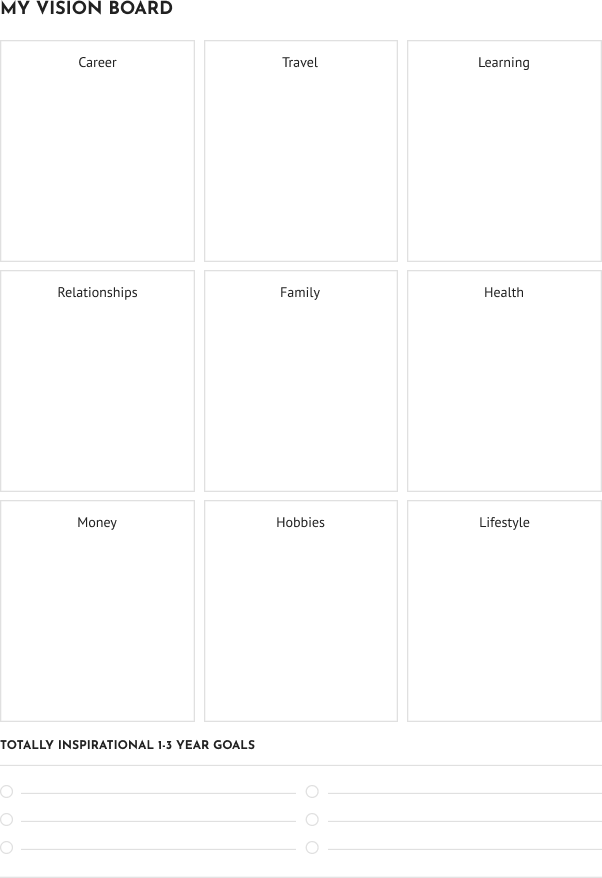 MY VISION BOARD
Career
Travel
Learning
Relationships
Family
Health
Money
Hobbies
Lifestyle
TOTALLY INSPIRATIONAL 1-3 YEAR GOALS